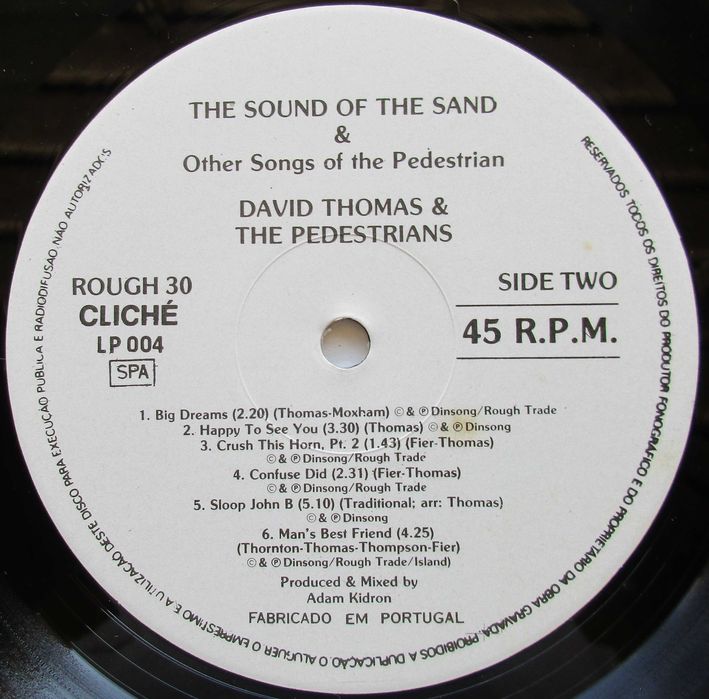 THE SOUND OF THE SAND
&
Other Songs of the Pedestrian
DAVID THOMAS &
THE PEDESTRIANS
ROUGH 30
CLICHÉ
LP 004
SPA
SIDE TWO
45 R.P.M.
1. Big Dreams (2.20) (Thomas-Moxham) © & ℗ Dinsong/Rough Trade
2. Happy To See You (3.30) (Thomas) © & ℗ Dinsong
3. Crush This Horn, Pt. 2 (1.43) (Fier-Thomas)
© & ℗ Dinsong/Rough Trade
4. Confuse Did (2.31) (Fier-Thomas)
© & ℗ Dinsong/Rough Trade
5. Sloop John B (5.10) (Traditional; arr: Thomas)
© & ℗ Dinsong
6. Man's Best Friend (4.25)
(Thornton-Thomas-Thompson-Fier)
© & ℗ Dinsong/Rough Trade/Island)
Produced & Mixed by
Adam Kidron
FABRICADO EM PORTUGAL
RESERVADOS TODOS OS DIREITOS DO PRODUTOR FONOGRÁFICO E DO PROPRIETÁRIO DA OBRA GRAVADA. PROIBIDOS A DUPLICAÇÃO O ALUGUER O EMPRÉSTIMO E A UTILIZAÇÃO DESTE DISCO PARA EXECUÇÃO PÚBLICA E RADIODIFUSÃO NÃO AUTORIZADOS